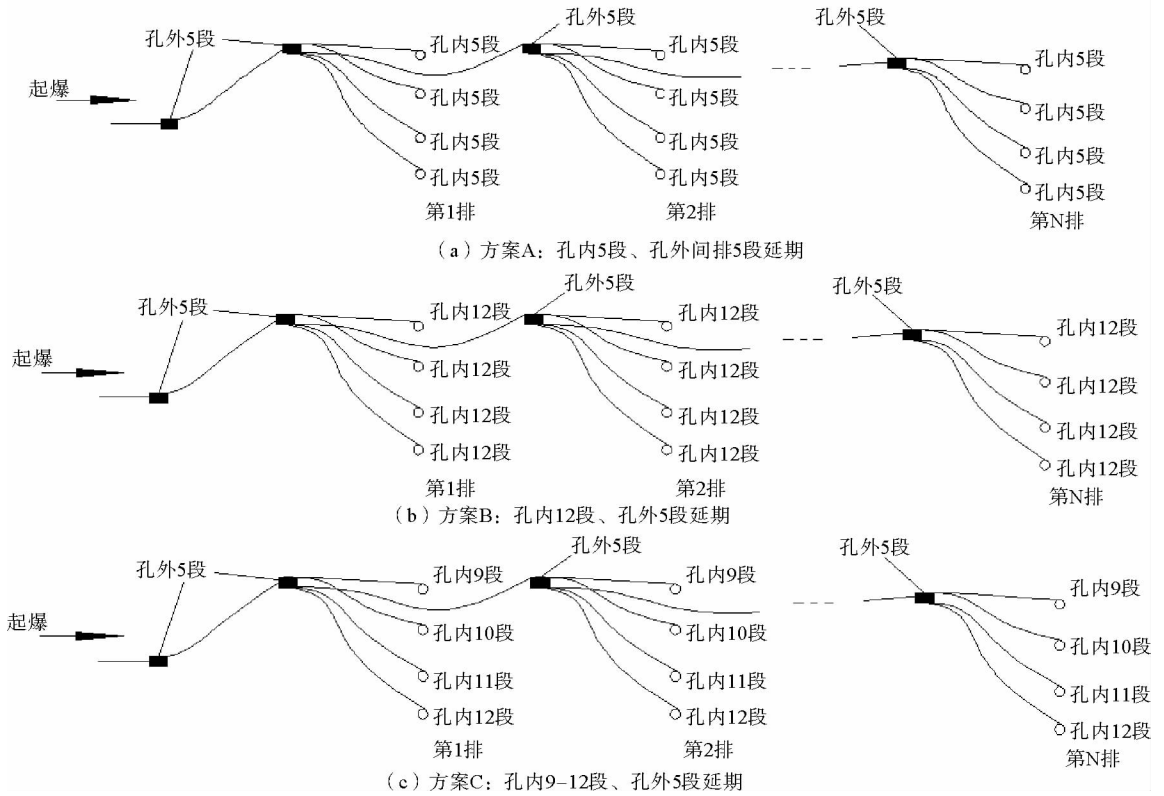 孔外5段
孔外5段
孔外5段
孔内5段
孔内5段
孔内5段
起爆
孔内5段
孔内5段
孔内5段
孔内5段
孔内5段
孔内5段
孔内5段
孔内5段
孔内5段
第1排
第2排
第N排
(a)方案A:孔内5段、孔外间排5段延期
孔外5段
孔外5段
孔外5段
孔内12段
孔内12段
孔内12段
起爆
孔内12段
孔内12段
孔内12段
孔内12段
孔内12段
孔内12段
孔内12段
孔内12段
孔内12段
第1排
第2排
第N排
(b)方案B:孔内12段、孔外5段延期
孔外5段
孔外5段
孔外5段
孔内9段
孔内9段
孔内9段
起爆
孔内10段
孔内10段
孔内10段
孔内11段
孔内11段
孔内11段
孔内12段
孔内12段
孔内12段
第1排
第2排
第N排
(c)方案C:孔内9-12段、孔外5段延期